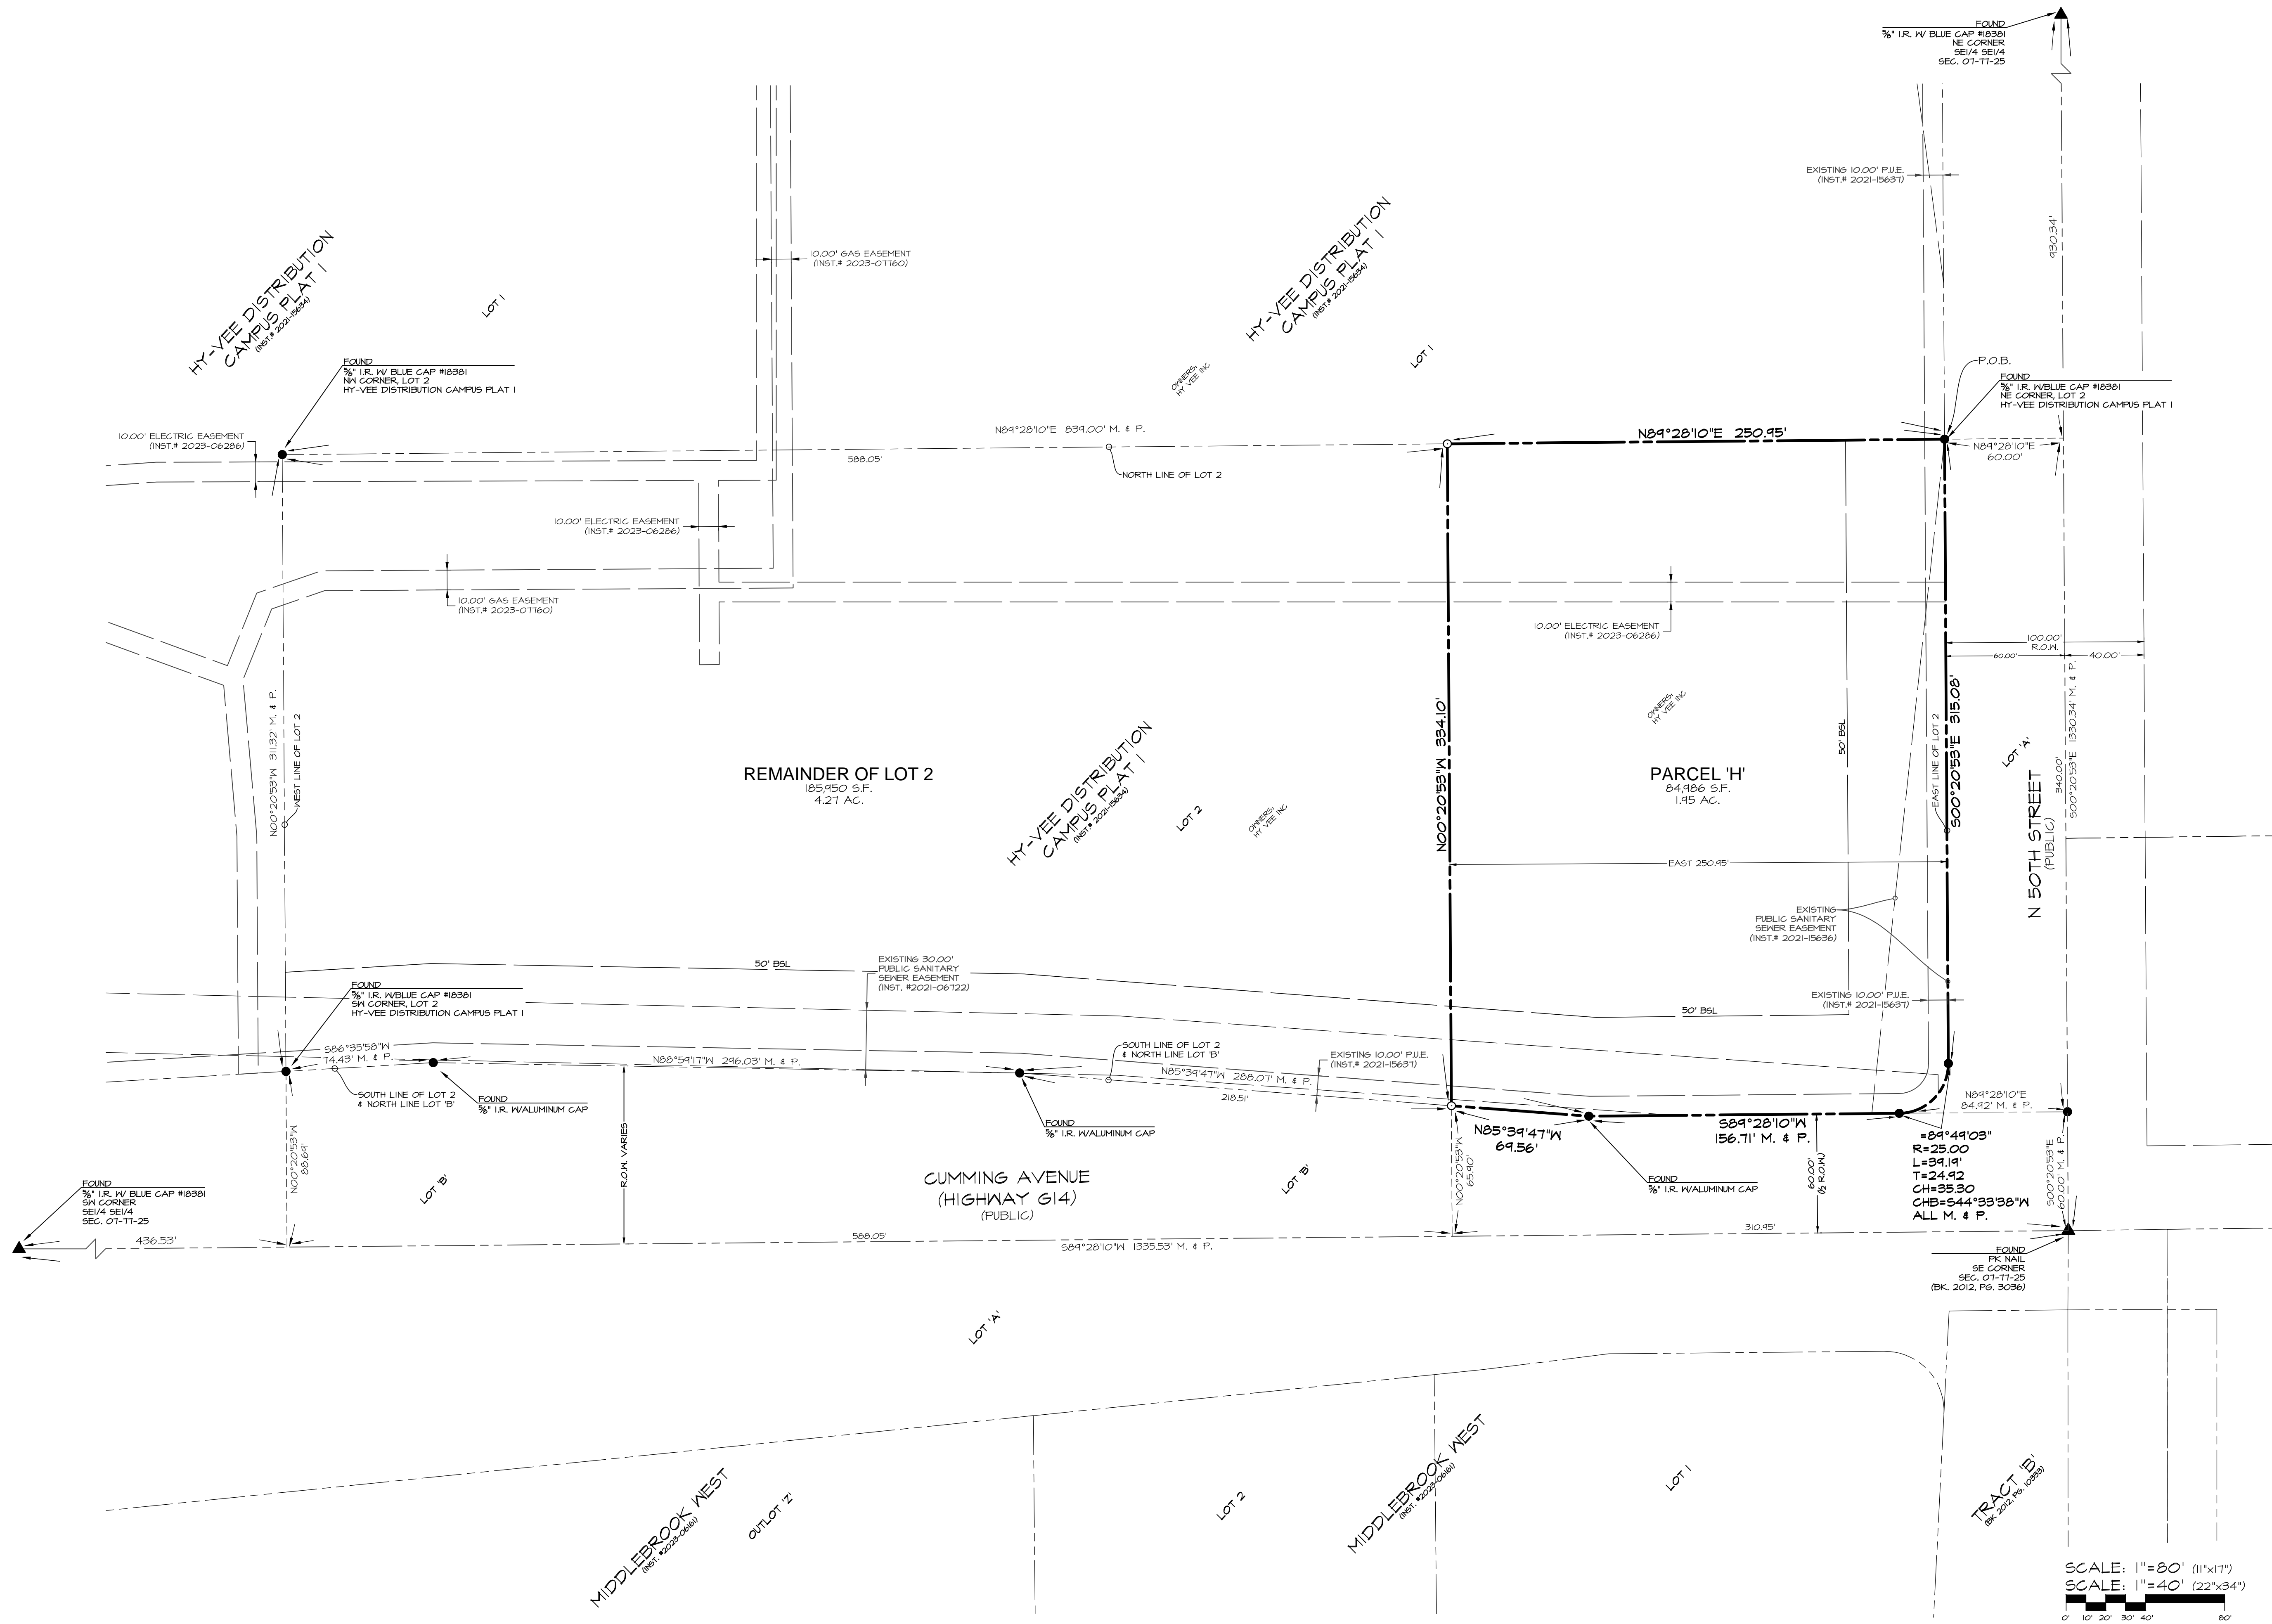 FOUND
5/8" I.R. W/ BLUE CAP #18381
NE CORNER
SE1/4 SE1/4
SEC. 07-77-25
EXISTING 10.00' P.U.E.
(INST.# 2021-15637)
930.34'
10.00' GAS EASEMENT
(INST.# 2023-07760)
HY-VEE DISTRIBUTION
CAMPUS PLAT 1
(INST.# 2021-15634)
LOT 1
HY-VEE DISTRIBUTION
CAMPUS PLAT 1
(INST.# 2021-15634)
LOT 1
OWNERS:
HY VEE INC
FOUND
5/8" I.R. W/ BLUE CAP #18381
NW CORNER, LOT 2
HY-VEE DISTRIBUTION CAMPUS PLAT 1
P.O.B.
FOUND
5/8" I.R. W/BLUE CAP #18381
NE CORNER, LOT 2
HY-VEE DISTRIBUTION CAMPUS PLAT 1
10.00' ELECTRIC EASEMENT
(INST.# 2023-06286)
N89°28'10"E 839.00' M. & P.
588.05'
NORTH LINE OF LOT 2
N89°28'10"E 250.95'
N89°28'10"E
60.00'
10.00' ELECTRIC EASEMENT
(INST.# 2023-06286)
10.00' GAS EASEMENT
(INST.# 2023-07760)
10.00' ELECTRIC EASEMENT
(INST.# 2023-06286)
100.00'
R.O.W.
60.00'
40.00'
N00°20'53"W 311.32' M. & P.
WEST LINE OF LOT 2
REMAINDER OF LOT 2
185,950 S.F.
4.27 AC.
HY-VEE DISTRIBUTION
CAMPUS PLAT 1
(INST.# 2021-15634)
LOT 2
OWNERS:
HY VEE INC
N00°20'53"W 334.10'
OWNERS:
HY VEE INC
PARCEL 'H'
84,986 S.F.
1.95 AC.
50' BSL
EAST LINE OF LOT 2
S00°20'53"E 315.08'
LOT 'A'
N 50TH STREET
(PUBLIC)
340.00'
S00°20'53"E 1330.34' M. & P.
EAST 250.95'
EXISTING
PUBLIC SANITARY
SEWER EASEMENT
(INST.# 2021-15636)
50' BSL
EXISTING 30.00'
PUBLIC SANITARY
SEWER EASEMENT
(INST. #2021-06722)
FOUND
5/8" I.R. W/BLUE CAP #18381
SW CORNER, LOT 2
HY-VEE DISTRIBUTION CAMPUS PLAT 1
EXISTING 10.00' P.U.E.
(INST.# 2021-15637)
50' BSL
S86°35'58"W
74.43' M. & P.
N88°59'17"W 296.03' M. & P.
SOUTH LINE OF LOT 2
& NORTH LINE LOT 'B'
N85°39'47"W 288.07' M. & P.
218.51'
EXISTING 10.00' P.U.E.
(INST.# 2021-15637)
SOUTH LINE OF LOT 2
& NORTH LINE LOT 'B'
FOUND
5/8" I.R. W/ALUMINUM CAP
FOUND
5/8" I.R. W/ALUMINUM CAP
N85°39'47"W
69.56'
S89°28'10"W
156.71' M. & P.
N89°28'10"E
84.92' M. & P.
=89°49'03"
R=25.00
L=39.19'
T=24.92
CH=35.30
CHB=S44°33'38"W
ALL M. & P.
S00°20'53"E
60.00' M. & P.
N00°20'53"W
88.69'
R.O.W. VARIES
LOT 'B'
CUMMING AVENUE
(HIGHWAY G14)
(PUBLIC)
LOT 'B'
N00°20'53"W
65.90'
FOUND
5/8" I.R. W/ALUMINUM CAP
60.00'
(1/2 R.O.W.)
FOUND
5/8" I.R. W/ BLUE CAP #18381
SW CORNER
SE1/4 SE1/4
SEC. 07-77-25
436.53'
588.05'
S89°28'10"W 1335.53' M. & P.
310.95'
FOUND
PK NAIL
SE CORNER
SEC. 07-77-25
(BK. 2012, PG. 3036)
LOT 'A'
MIDDLEBROOK WEST
(INST. #2023-06161)
OUTLOT 'Z'
LOT 2
MIDDLEBROOK WEST
(INST. #2023-06161)
LOT 1
TRACT 'B'
(BK 2012, PG. 10333)
SCALE: 1"=80' (11"x17")
SCALE: 1"=40' (22"x34")
0' 10' 20' 30' 40' 80'